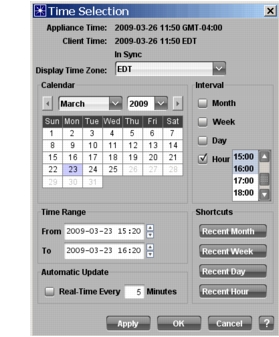 Time Selection
Appliance Time: 2009-03-26 11:50 GMT-04:00
Client Time: 2009-03-26 11:50 EDT
In Sync
Display Time Zone: EDT
Calendar
March 2009
Sun Mon Tue Wed Thu Fri Sat
1 2 3 4 5 6 7
8 9 10 11 12 13 14
15 16 17 18 19 20 21
22 23 24 25 26 27 28
29 30 31
Interval
Month
Week
Day
Hour 15:00
16:00
17:00
18:00
Time Range
From 2009-03-23 15:20
To 2009-03-23 16:20
Shortcuts
Recent Month
Recent Week
Recent Day
Recent Hour
Automatic Update
Real-Time Every 5 Minutes
Apply OK Cancel ?